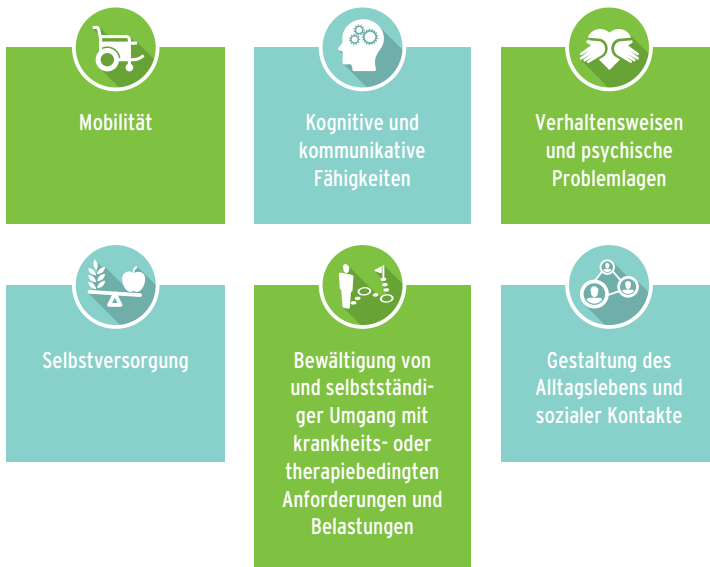 Mobilität
Kognitive und
kommunikative
Fähigkeiten
Verhaltensweisen
und psychische
Problemlagen
Selbstversorgung
Bewältigung von
und selbstständi-
ger Umgang mit
krankheits- oder
therapiebedingten
Anforderungen und
Belastungen
Gestaltung des
Alltagslebens und
sozialer Kontakte